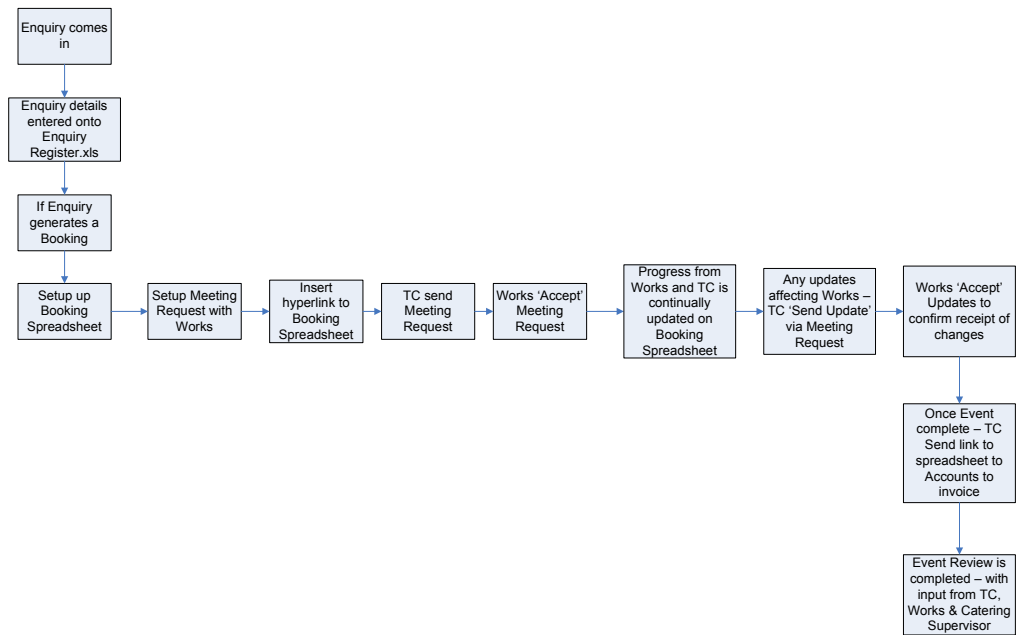 Enquiry comes
in
Enquiry details
entered onto
Enquiry
Register.xls
If Enquiry
generates a
Booking
Setup up
Booking
Spreadsheet
Setup Meeting
Request with
Works
Insert
hyperlink to
Booking
Spreadsheet
TC send
Meeting
Request
Works ‘Accept’
Meeting
Request
Progress from
Works and TC is
continually
updated on
Booking
Spreadsheet
Any updates
affecting Works –
TC ‘Send Update’
via Meeting
Request
Works ‘Accept’
Updates to
confirm receipt of
changes
Once Event
complete – TC
Send link to
spreadsheet to
Accounts to
invoice
Event Review is
completed – with
input from TC,
Works & Catering
Supervisor